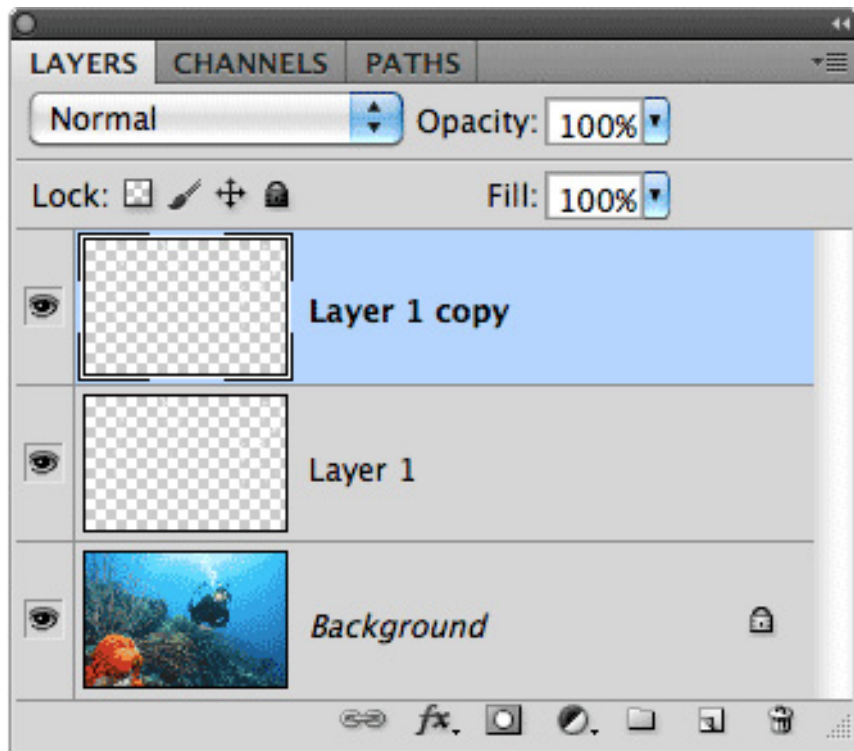 LAYERS CHANNELS PATHS
Normal Opacity: 100%
Lock: Fill: 100%
Layer 1 copy
Layer 1
Background
fx.